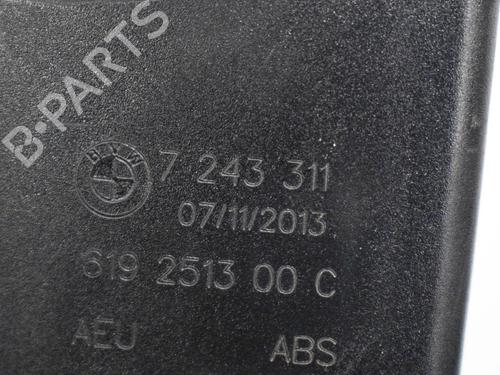 B-PARTS
BMW 7 243 311
07/11/2013
619 2513 00 C
AEU ABS